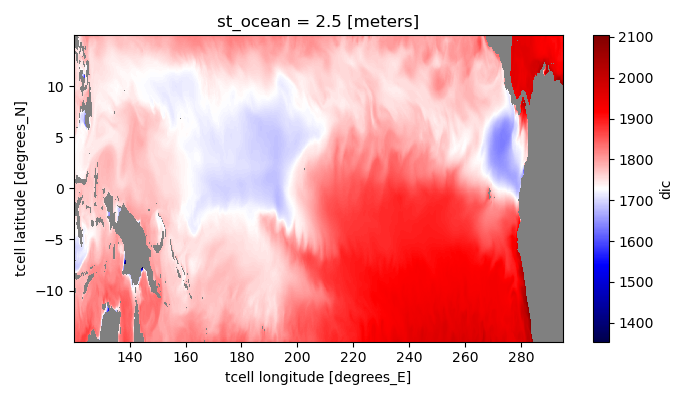 st_ocean = 2.5 [meters]
tcell latitude [degrees_N]
10
5
0
−5
−10
140 160 180 200 220 240 260 280
tcell longitude [degrees_E]
2100
2000
1900
1800
1700
1600
1500
1400
dic